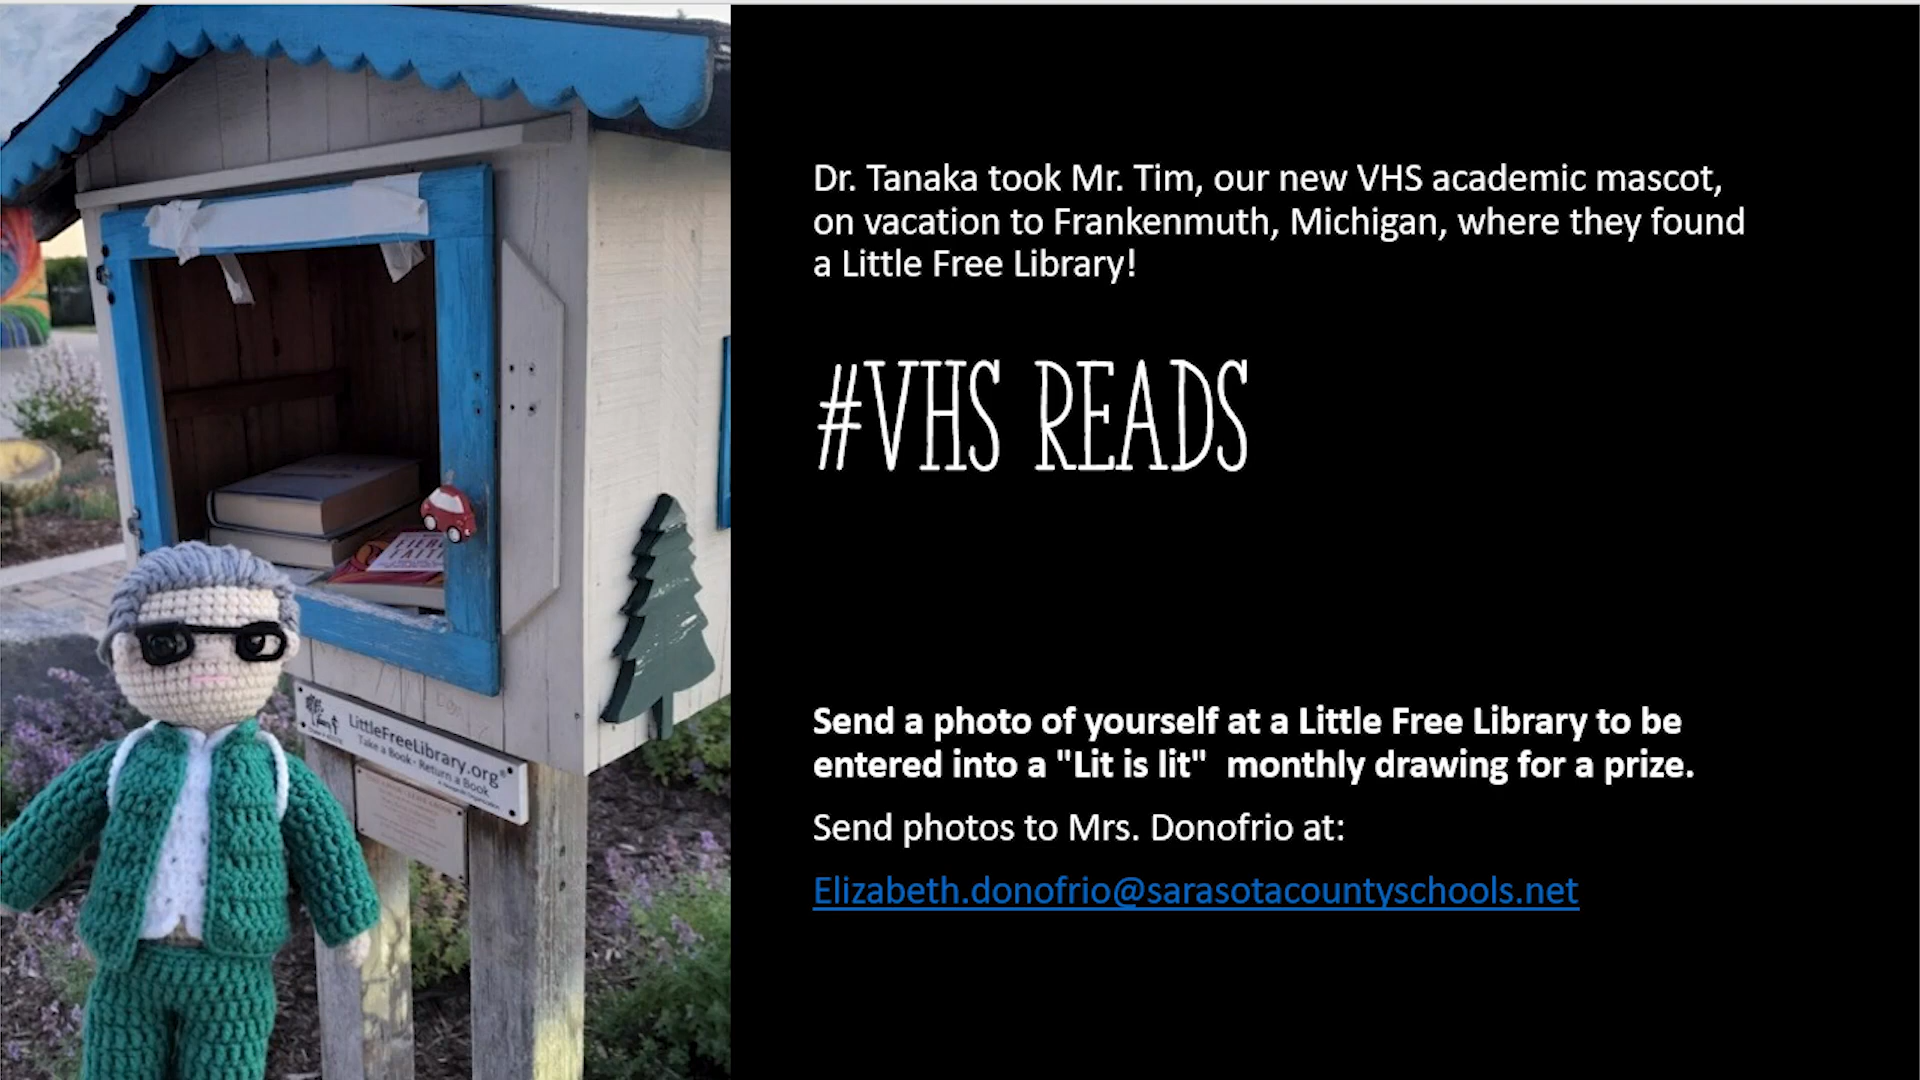 Dr. Tanaka took Mr. Tim, our new VHS academic mascot,
on vacation to Frankenmuth, Michigan, where they found
a Little Free Library!
#VHS READS
Send a photo of yourself at a Little Free Library to be
entered into a "Lit is lit"  monthly drawing for a prize.
Send photos to Mrs. Donofrio at:
Elizabeth.donofrio@sarasotacountyschools.net
LittleFreeLibrary.org®
Take a Book • Return a Book